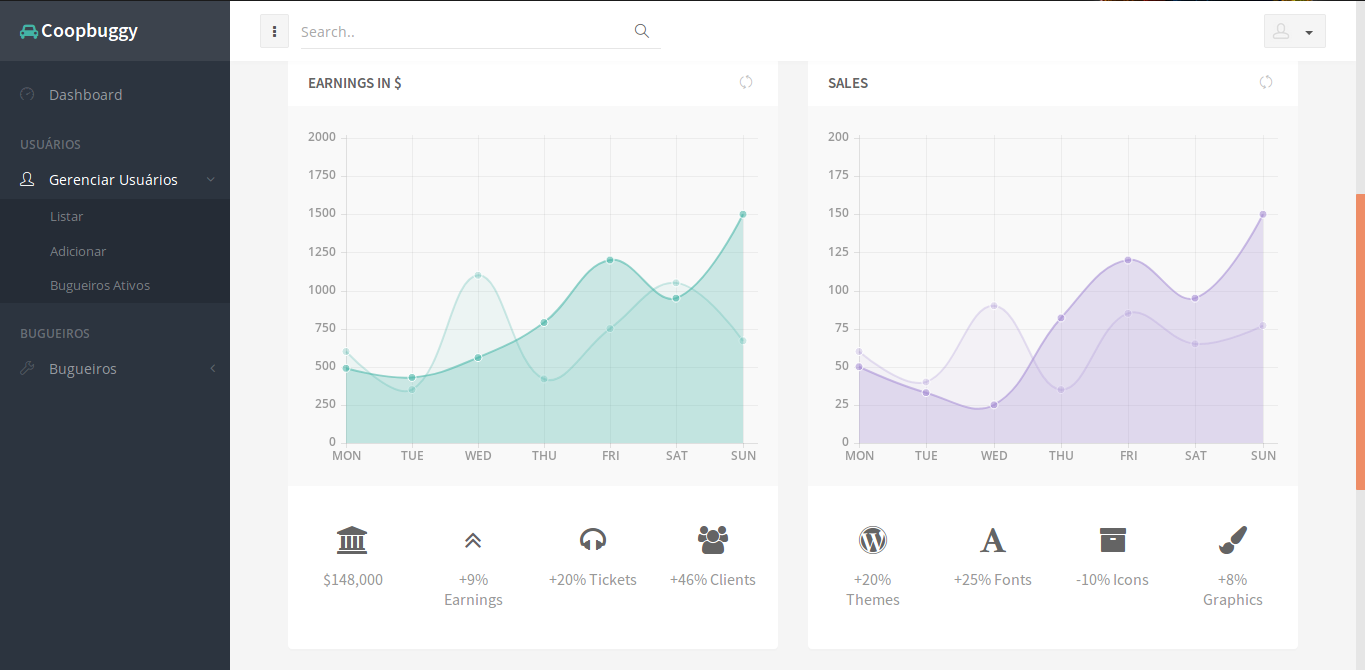 Coopbuggy
Search..
Dashboard
USUÁRIOS
Gerenciar Usuários
Listar
Adicionar
Bugueiros Ativos
BUGUEIROS
Bugueiros
EARNINGS IN $
2000
1750
1500
1250
1000
750
500
250
0
MON TUE WED THU FRI SAT SUN
$148,000
+9%
Earnings
+20% Tickets
+46% Clients
SALES
200
175
150
125
100
75
50
25
0
MON TUE WED THU FRI SAT SUN
+20%
Themes
+25% Fonts
-10% Icons
+8%
Graphics